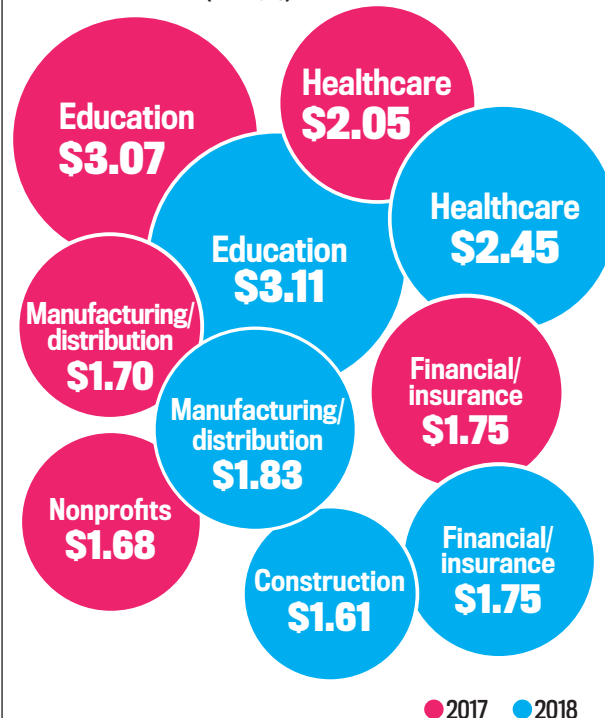 Healthcare
$2.05
Education
$3.07
Healthcare
$2.45
Education
$3.11
Manufacturing/
distribution
$1.70
Financial/
insurance
$1.75
Manufacturing/
distribution
$1.83
Nonprofits
$1.68
Financial/
insurance
$1.75
Construction
$1.61
2017
2018